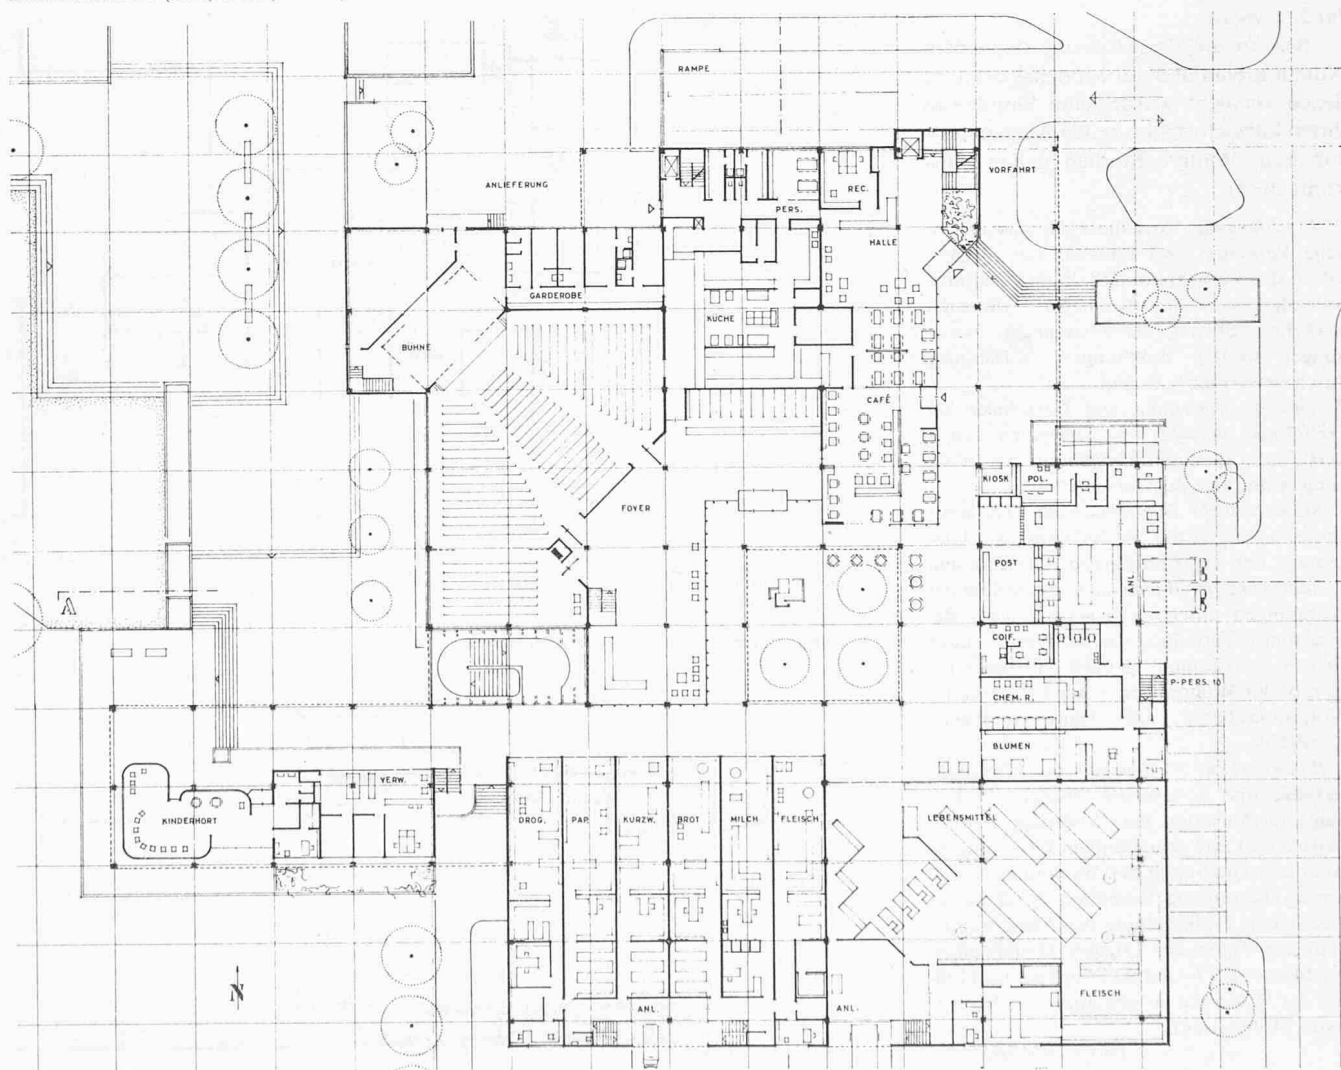 RAMPE
VORFAHRT
ANLIEFERUNG
REC.
PERS.
HALLE
GARDEROBE
KÜCHE
BÜHNE
CAFÉ
KIOSK
POL.
FOYER
POST
ANL
A
COIF.
P-PERS. 10
CHEM. R.
BLUMEN
VERW.
KINDERHORT
DROG.
PAP.
KURZW.
BROT
MILCH
FLEISCH
LEBENSMITTEL
N
FLEISCH
ANL.
ANL.